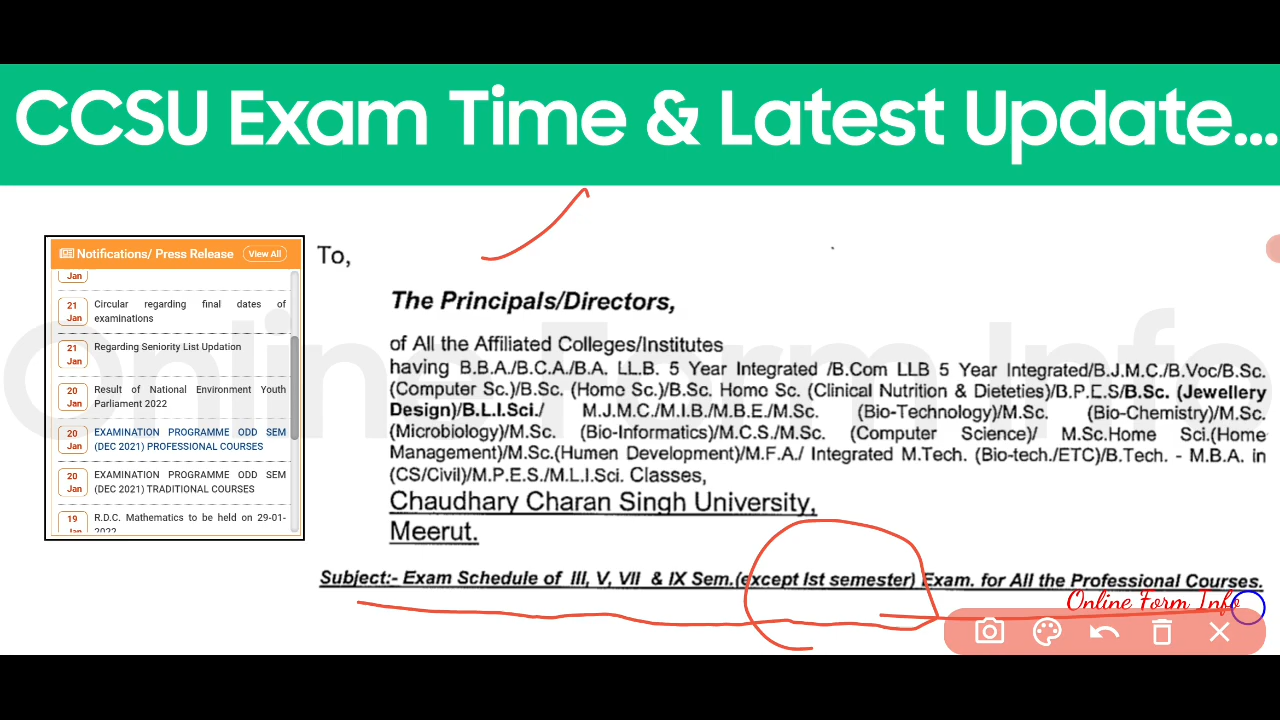 CCSU Exam Time & Latest Update...
Notifications/ Press Release View All
Jan
21 Jan
Circular regarding final dates of
examinations
21 Jan
Regarding Seniority List Updation
20 Jan
Result of National Environment Youth
Parliament 2022
20 Jan
EXAMINATION PROGRAMME ODD SEM
(DEC 2021) PROFESSIONAL COURSES
20 Jan
EXAMINATION PROGRAMME ODD SEM
(DEC 2021) TRADITIONAL COURSES
19 Jan
R.D.C. Mathematics to be held on 29-01-
2022
To,
The Principals/Directors,
of All the Affiliated Colleges/Institutes
having B.B.A./B.C.A./B.A. LL.B. 5 Year Integrated /B.Com LLB 5 Year Integrated/B.J.M.C./B.Voc/B.Sc.
(Computer Sc.)/B.Sc. (Home Sc.)/B.Sc. Home Sc. (Clinical Nutrition & Dieteties)/B.P.E.S/B.Sc. (Jewellery
Design)/B.L.I.Sci./ M.J.M.C./M.I.B./M.B.E./M.Sc. (Bio-Technology)/M.Sc. (Bio-Chemistry)/M.Sc.
(Microbiology)/M.Sc. (Bio-Informatics)/M.C.S./M.Sc. (Computer Science)/ M.Sc.Home Sci.(Home
Management)/M.Sc.(Human Development)/M.F.A./ Integrated M.Tech. (Bio-tech./ETC)/B.Tech. - M.B.A. in
(CS/Civil)/M.P.E.S./M.L.I.Sci. Classes,
Chaudhary Charan Singh University,
Meerut.
Subject:- Exam Schedule of III, V, VII & IX Sem.(except Ist semester) Exam. for All the Professional Courses.
Online Form Info
Online Form Info